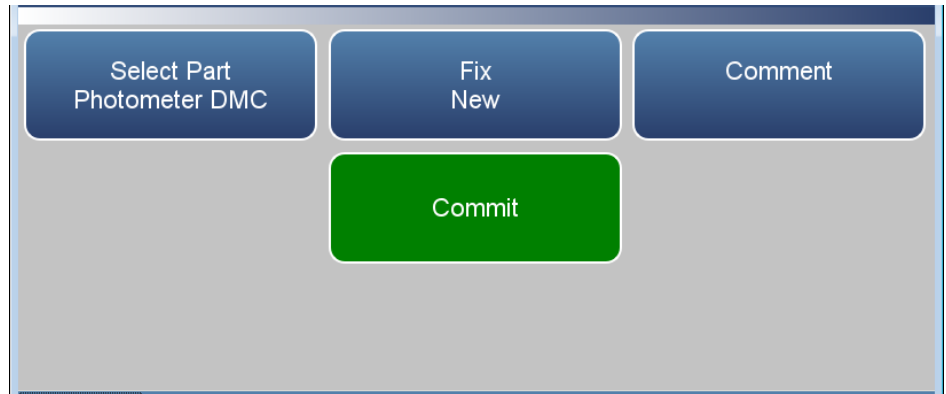 Select Part
Photometer DMC
Fix
New
Comment
Commit